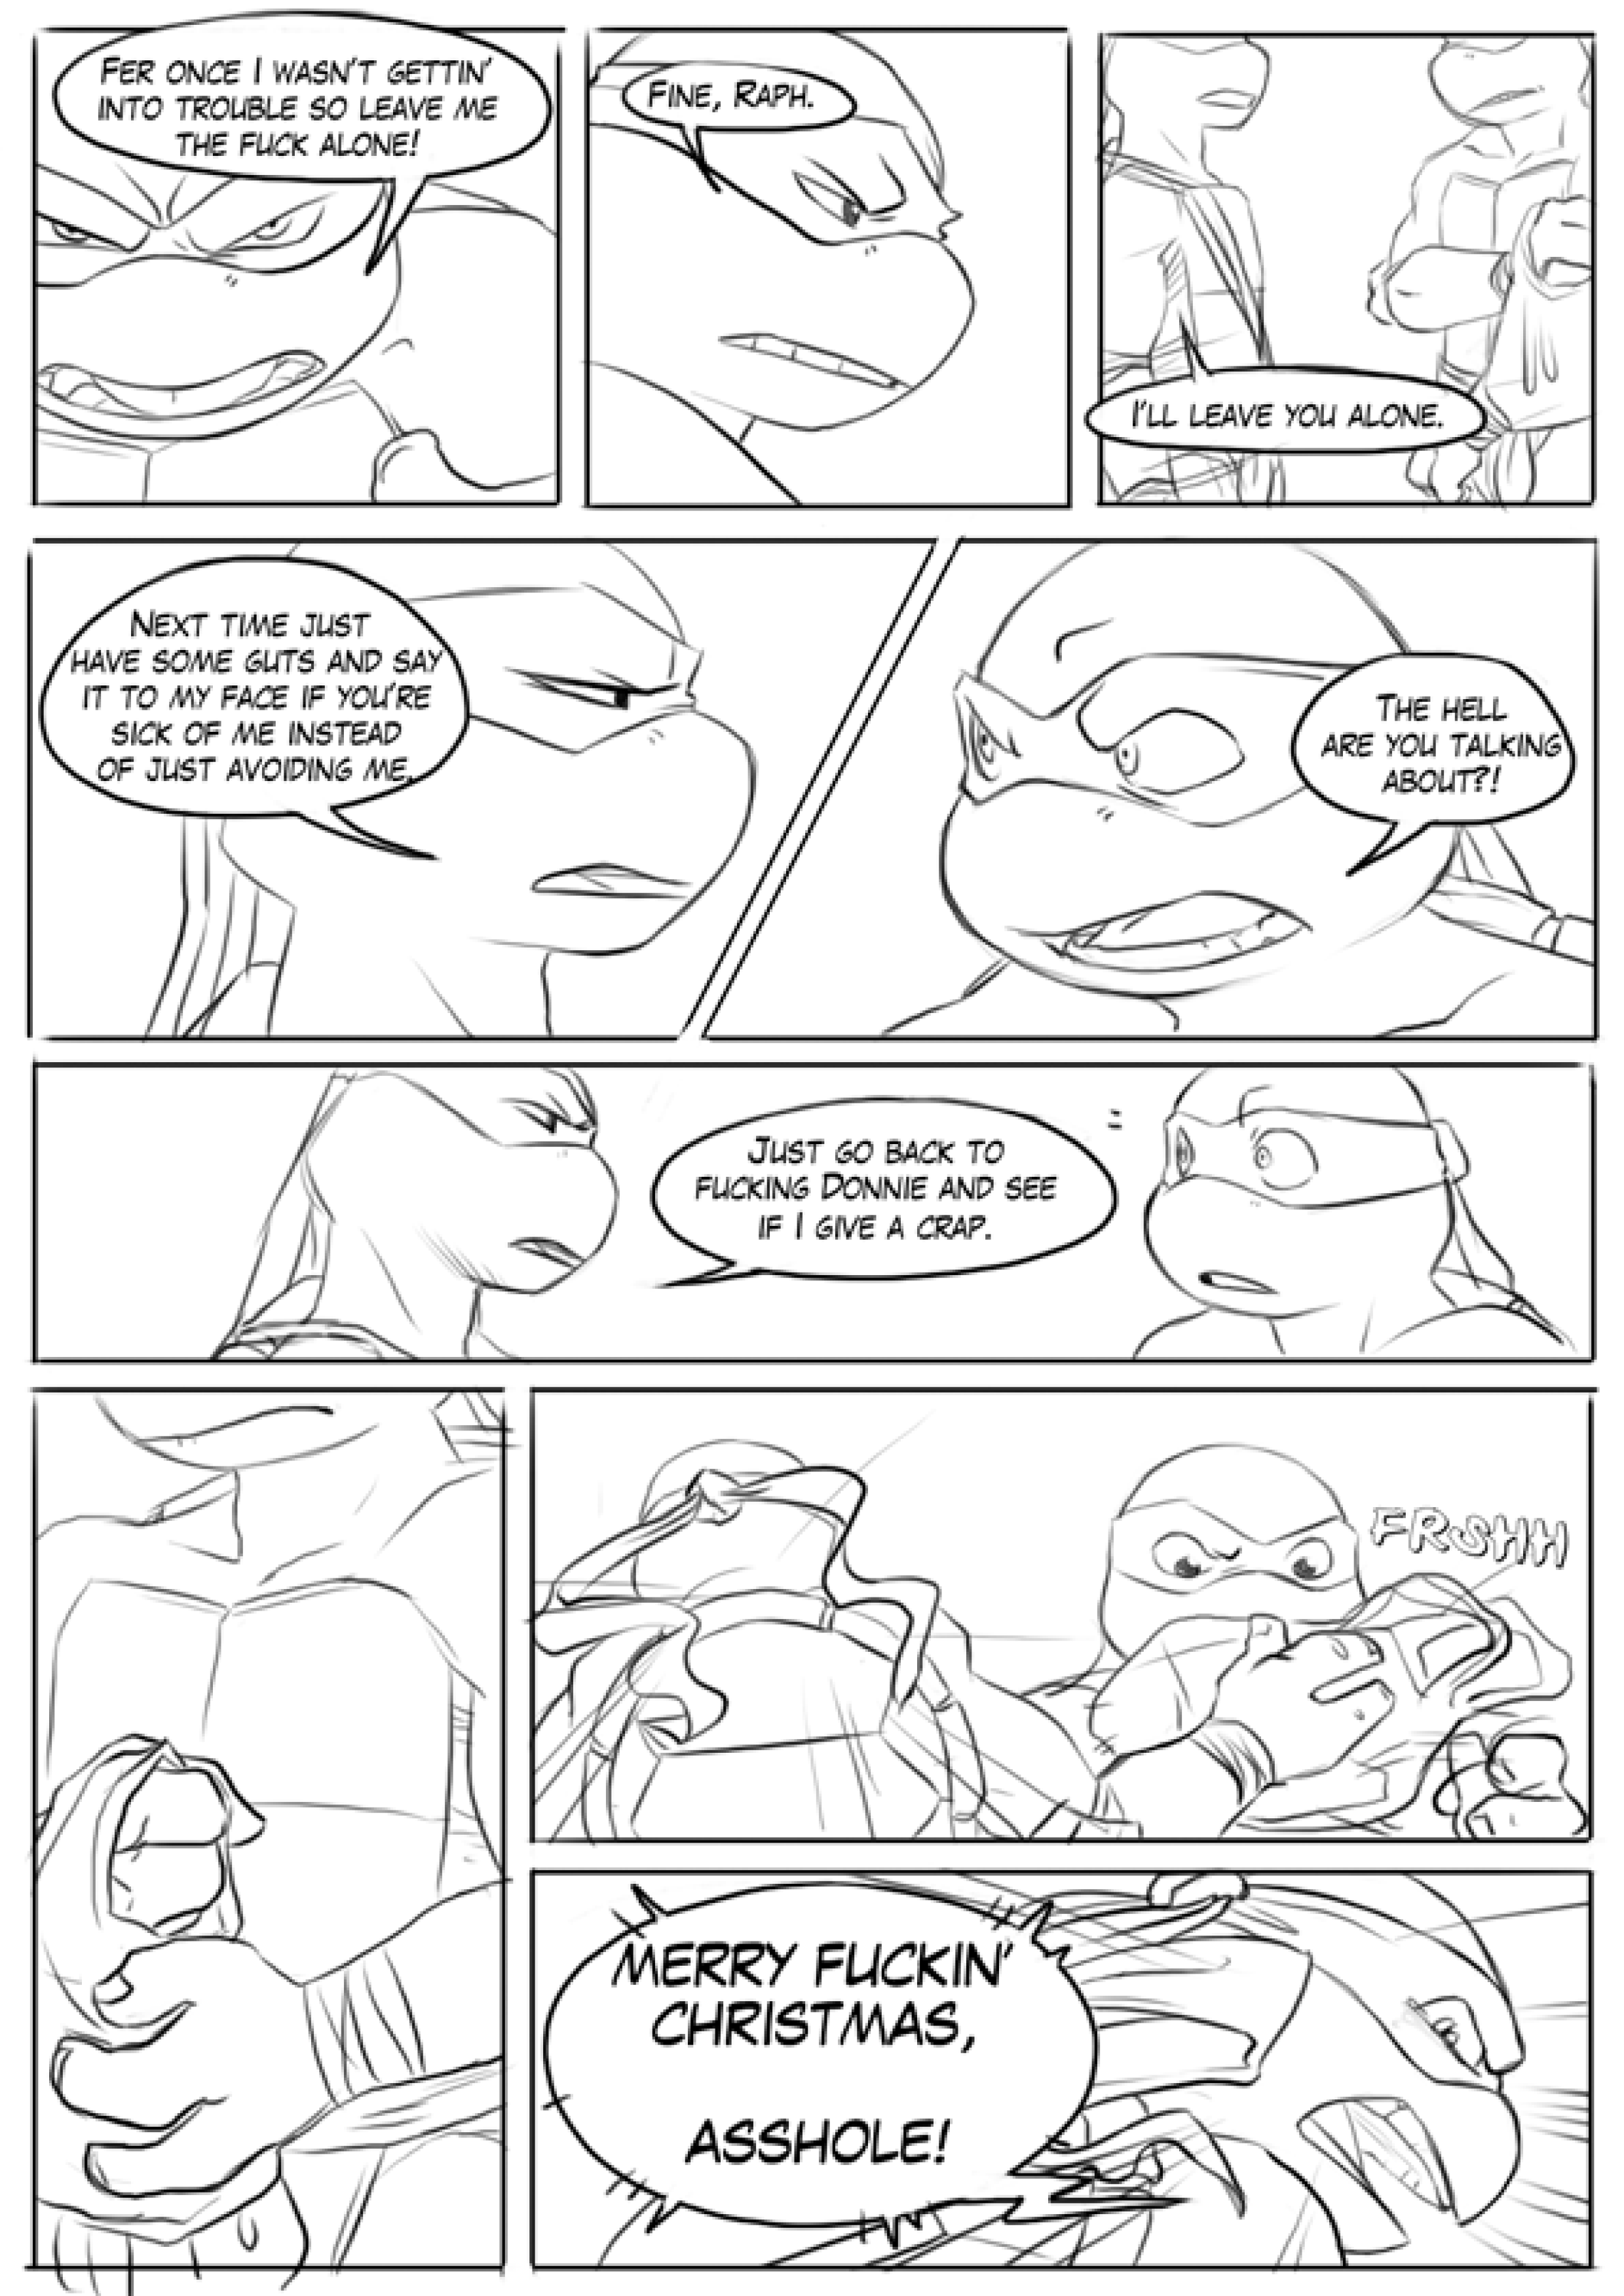 FER ONCE I WASN'T GETTIN'
INTO TROUBLE SO LEAVE ME
THE FUCK ALONE!
FINE, RAPH.
I'LL LEAVE YOU ALONE.
NEXT TIME JUST
HAVE SOME GUTS AND SAY
IT TO MY FACE IF YOU'RE
SICK OF ME INSTEAD
OF JUST AVOIDING ME.
THE HELL
ARE YOU TALKING
ABOUT?!
JUST GO BACK TO
FUCKING DONNIE AND SEE
IF I GIVE A CRAP.
FRSHH
MERRY FUCKIN'
CHRISTMAS,
ASSHOLE!